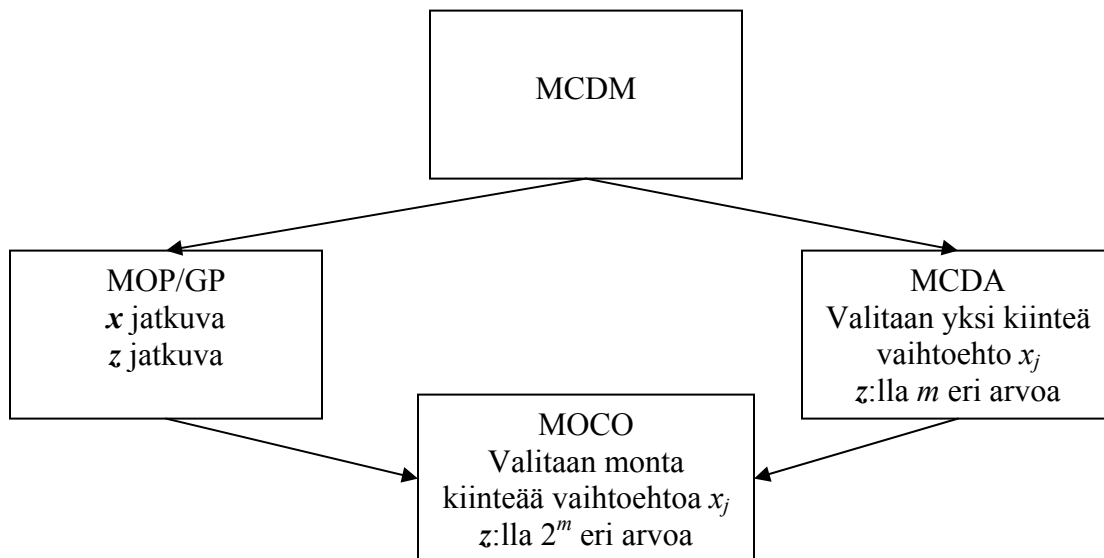 MCDM
MOP/GP
x jatkuva
z jatkuva
MCDA
Valitaan yksi kiinteä
vaihtoehto xⱼ
z:lla m eri arvoa
MOCO
Valitaan monta
kiinteää vaihtoehtoa xⱼ
z:lla 2ᵐ eri arvoa